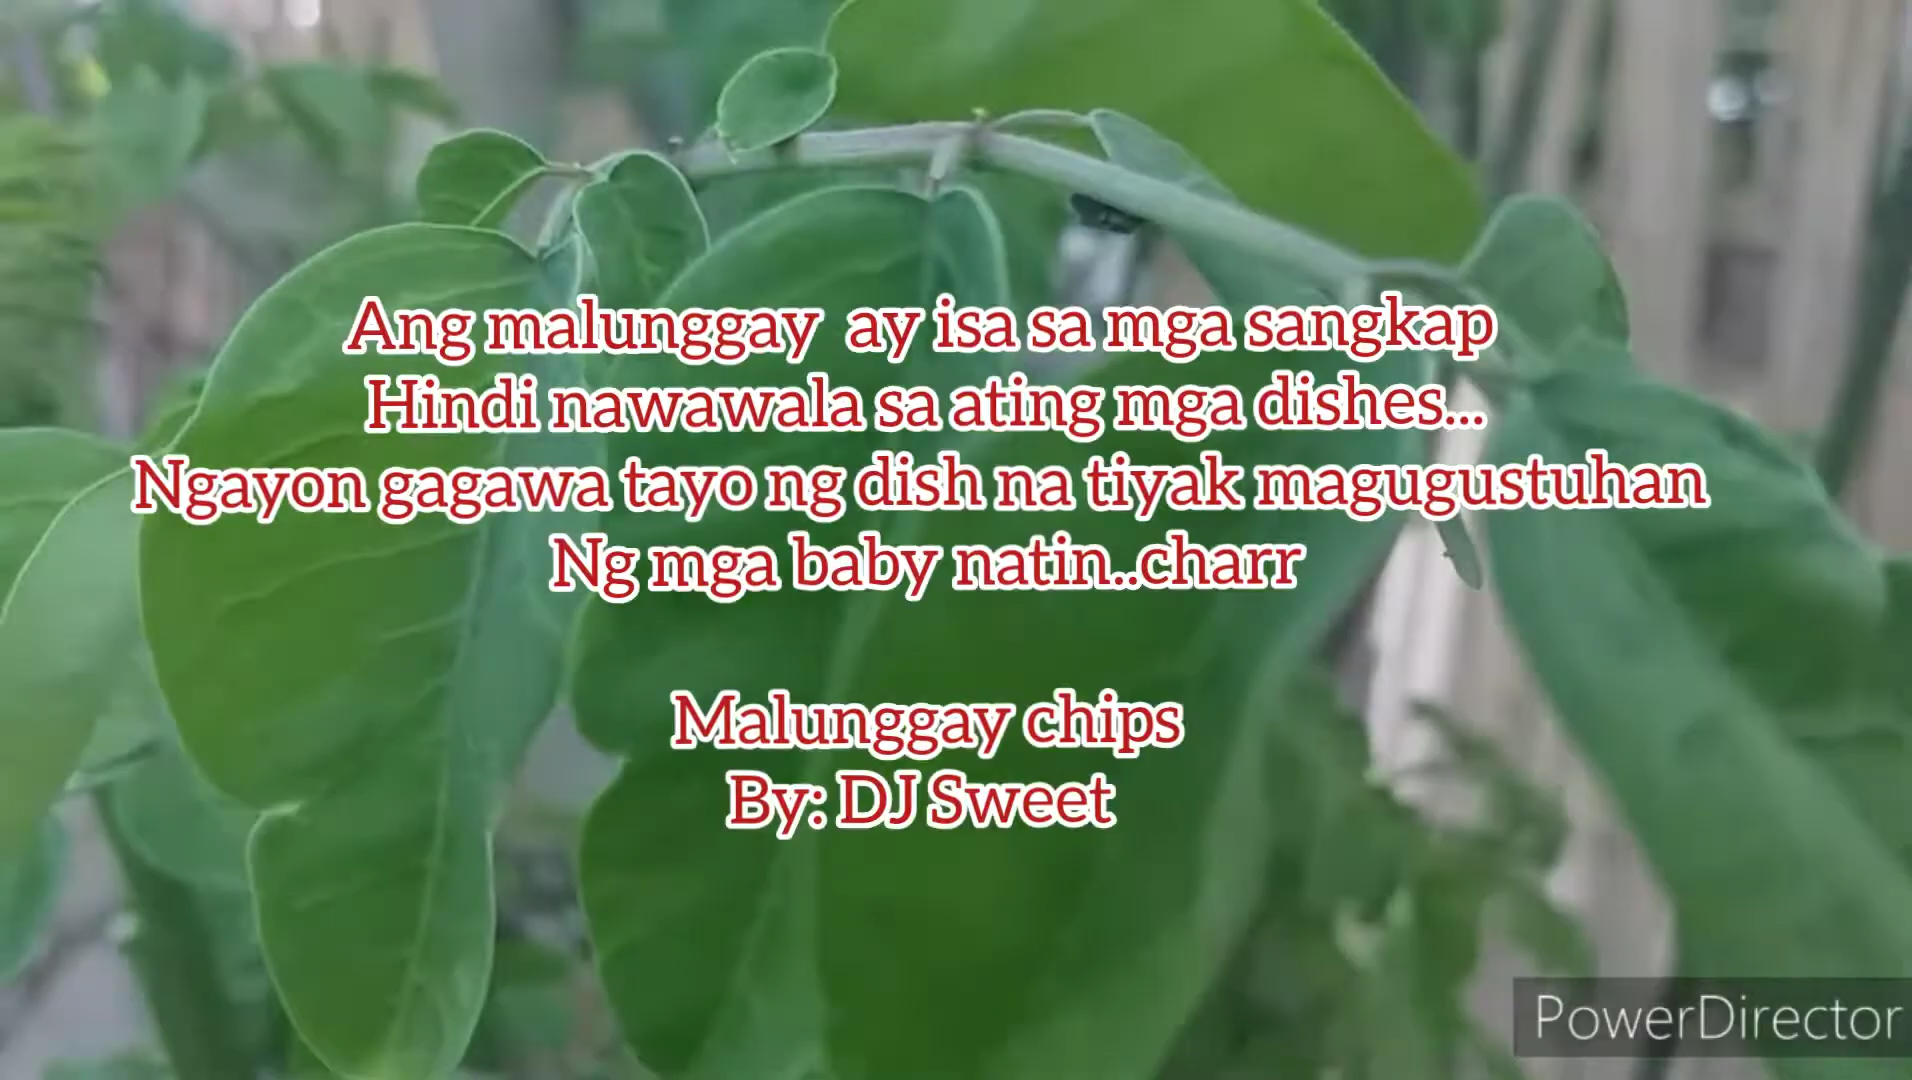 Ang malunggay ay isa sa mga sangkap
Hindi nawawala sa ating mga dishes...
Ngayon gagawa tayo ng dish na tiyak magugustuhan
Ng mga baby natin..charr
Malunggay chips
By: DJ Sweet
PowerDirector